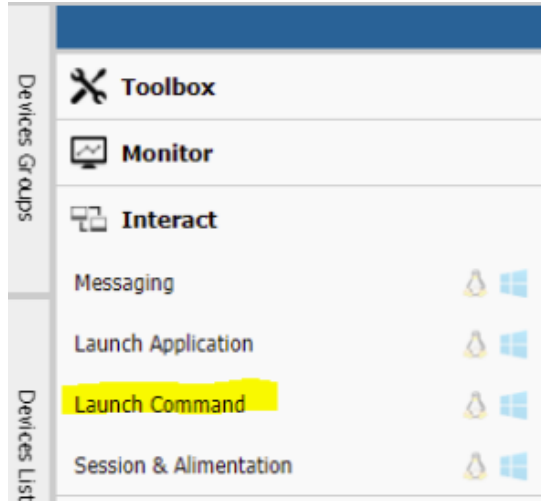 Devices Groups
Devices List
Toolbox
Monitor
Interact
Messaging
Launch Application
Launch Command
Session & Alimentation